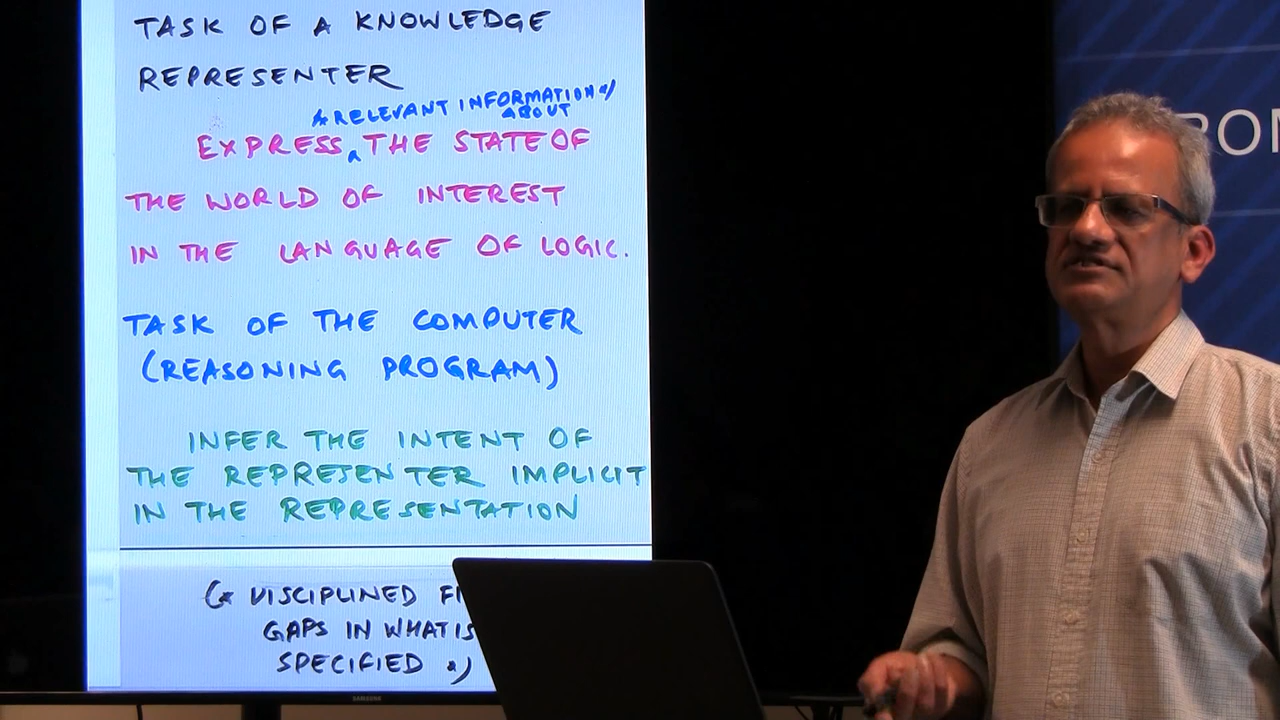 TASK OF A KNOWLEDGE
REPRESENTER
(* RELEVANT INFORMATION *)
ABOUT
EXPRESS ^ THE STATE OF
THE WORLD OF INTEREST
IN THE LANGUAGE OF LOGIC.
TASK OF THE COMPUTER
(REASONING PROGRAM)
INFER THE INTENT OF
THE REPRESENTER IMPLICIT
IN THE REPRESENTATION
(* DISCIPLINED
GAPS IN WHAT IS
SPECIFIED *)
SAMSUNG